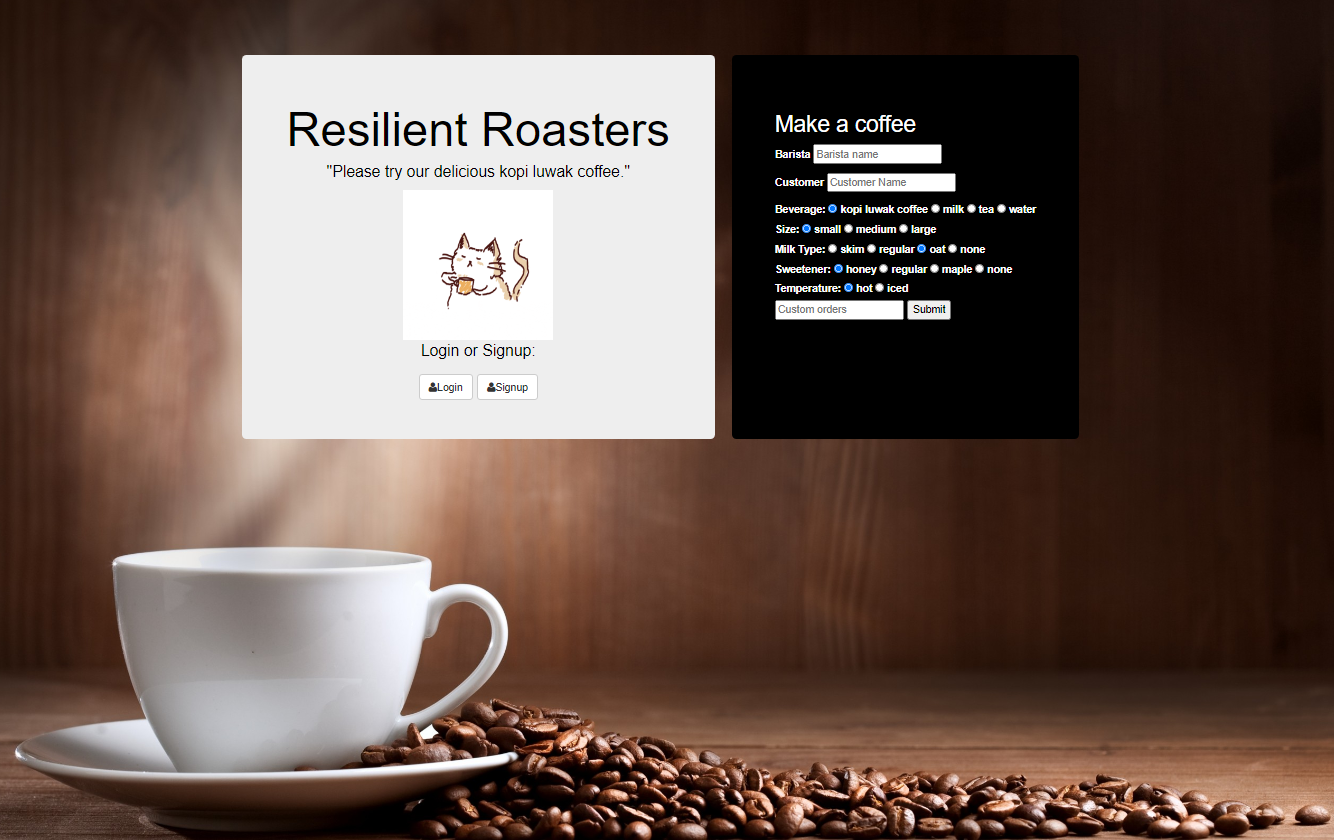 Resilient Roasters
"Please try our delicious kopi luwak coffee."
Login or Signup:
Login Signup
Make a coffee
Barista Barista name
Customer Customer Name
Beverage: kopi luwak coffee milk tea water
Size: small medium large
Milk Type: skim regular oat none
Sweetener: honey regular maple none
Temperature: hot iced
Custom orders Submit